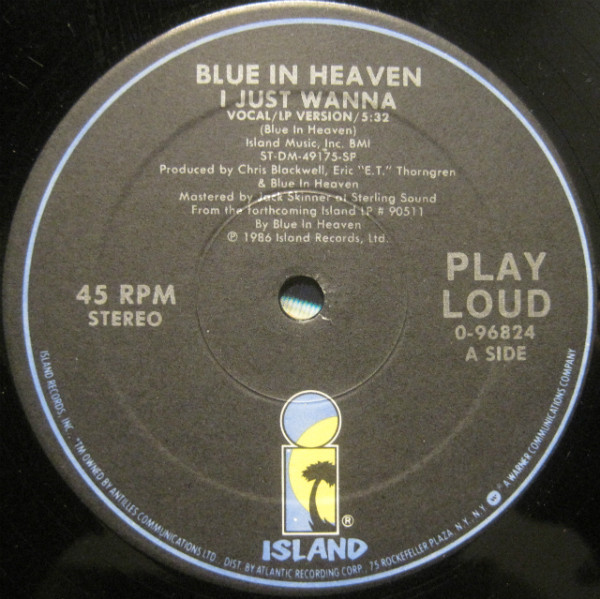 BLUE IN HEAVEN
I JUST WANNA
VOCAL/LP VERSION/5:32
(Blue In Heaven)
Island Music, Inc. BMI
ST-DM-49175-SP
Produced by Chris Blackwell, Eric "E.T." Thorngren
& Blue In Heaven
Mastered by Jack Skinner at Sterling Sound
From the forthcoming Island LP # 90511
By Blue In Heaven
℗ 1986 Island Records, Ltd.
45 RPM
STEREO
PLAY
LOUD
0-96824
A SIDE
®
ISLAND
ISLAND RECORDS, INC. ™ OWNED BY ANTILLES COMMUNICATIONS LTD. DIST. BY ATLANTIC RECORDING CORP., 75 ROCKEFELLER PLAZA, N.Y., N.Y. A WARNER COMMUNICATIONS COMPANY